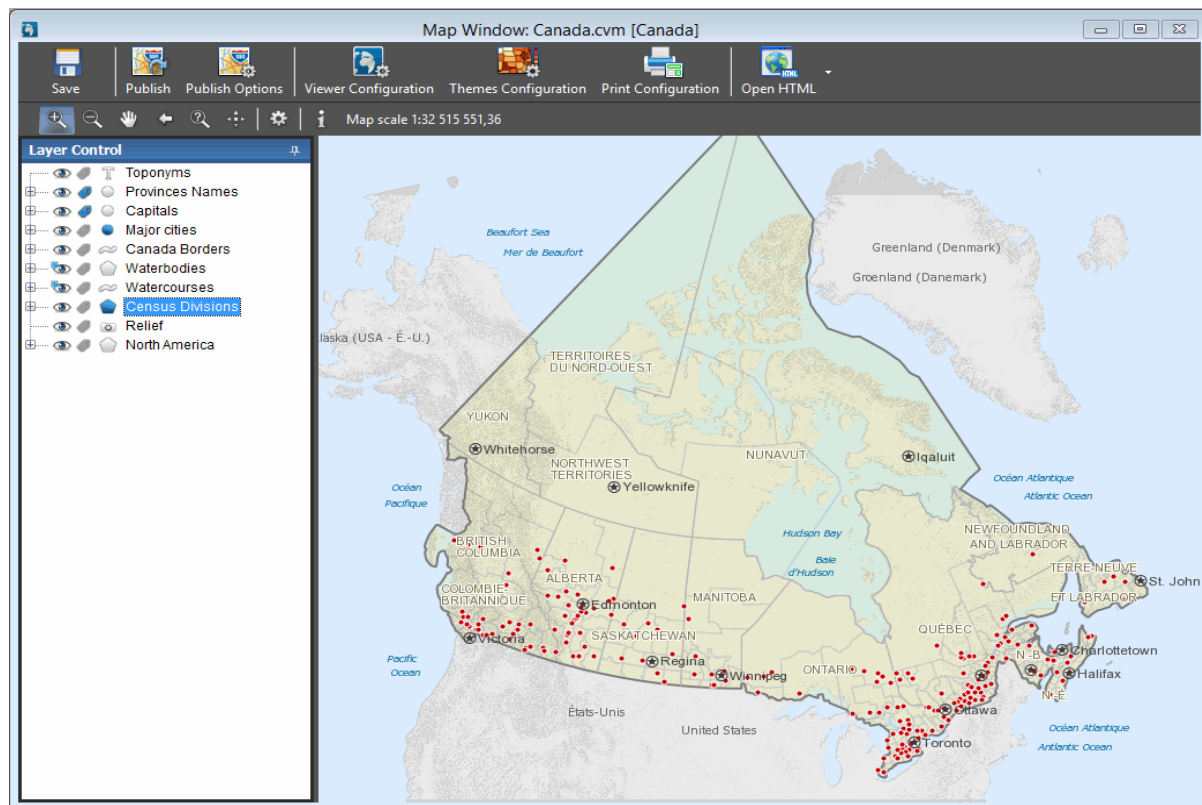 Map Window: Canada.cvm [Canada]
Save
Publish
Publish Options
Viewer Configuration
Themes Configuration
Print Configuration
HTML
Open HTML
Map scale 1:32 515 551,36
Layer Control
Toponyms
Provinces Names
Capitals
Major cities
Canada Borders
Waterbodies
Watercourses
Census Divisions
Relief
North America
Beaufort Sea
Mer de Beaufort
Greenland (Denmark)
Groenland (Danemark)
laska (USA - É.-U.)
TERRITOIRES
DU NORD-OUEST
YUKON
Whitehorse
NORTHWEST
TERRITORIES
Yellowknife
NUNAVUT
Iqaluit
Océan
Pacifique
Océan Atlantique
Atlantic Ocean
Hudson Bay
Baie
d'Hudson
NEWFOUNDLAND
AND LABRADOR
BRITISH
COLUMBIA
TERRE-NEUVE
ET LABRADOR
St. John
COLOMBIE-
BRITANNIQUE
ALBERTA
Edmonton
MANITOBA
SASKATCHEWAN
QUÉBEC
Victoria
Pacific
Ocean
Regina
Winnipeg
ONTARIO
N.-B.
Charlottetown
Halifax
N.-É.
Ottawa
États-Unis
United States
Toronto
Océan Atlantique
Antlantic Ocean